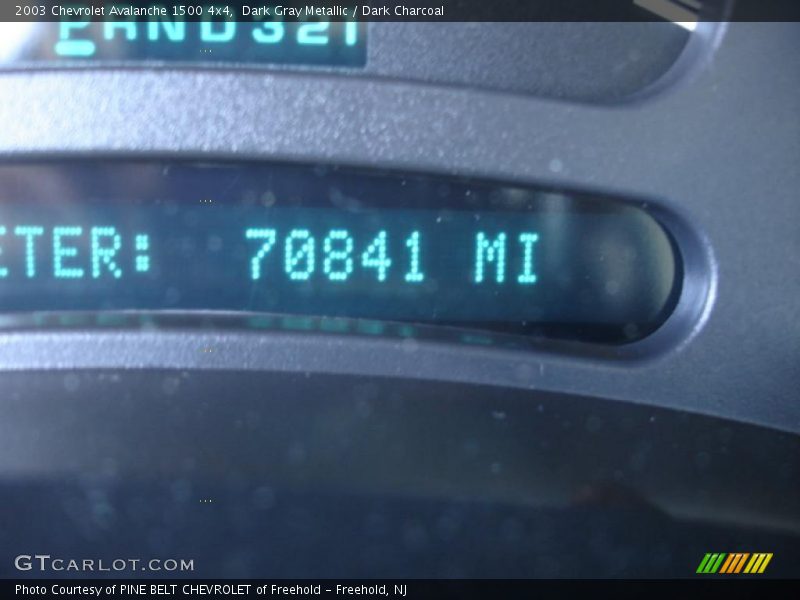 2003 Chevrolet Avalanche 1500 4x4, Dark Gray Metallic / Dark Charcoal
PRND321
ETER: 70841 MI
GTCARLOT.COM
Photo Courtesy of PINE BELT CHEVROLET of Freehold - Freehold, NJ